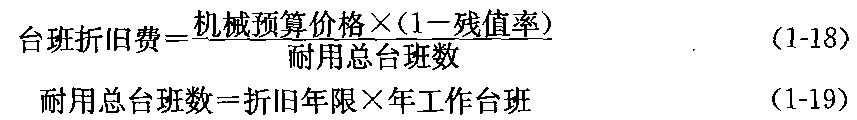 台班折旧费=机械预算价格×(1-残值率)/耐用总台班数 (1-18)
耐用总台班数=折旧年限×年工作台班 (1-19)